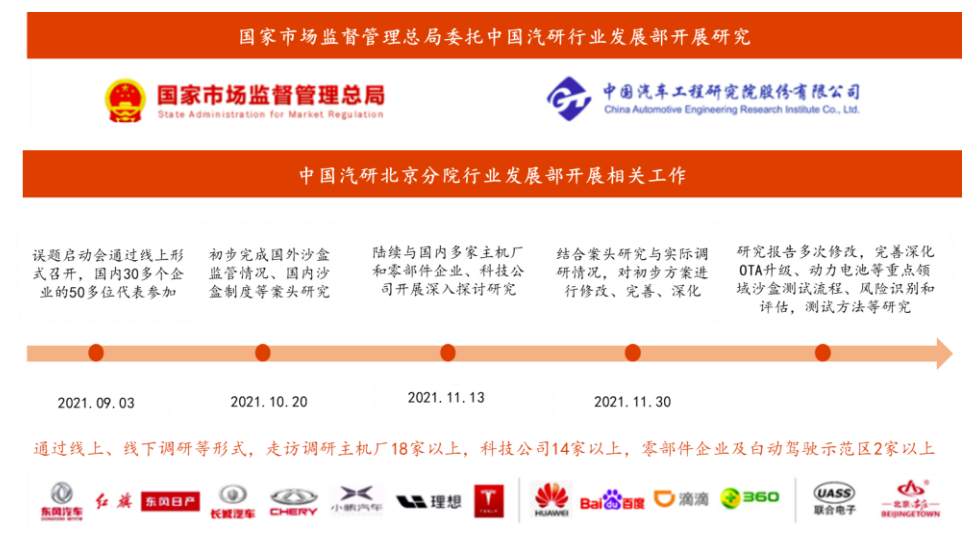 国家市场监督管理总局委托中国汽研行业发展部开展研究
国家市场监督管理总局
State Administration for Market Regulation
中国汽车工程研究院股份有限公司
China Automotive Engineering Research Institute Co., Ltd.
中国汽研北京分院行业发展部开展相关工作
误题启动会通过线上形
式召开，国内30多个企
业的50多位代表参加
初步完成国外沙盒
监管情况、国内沙
盒制度等案头研究
陆续与国内多家主机厂
和零部件企业、科技公
司开展深入探讨研究
结合案头研究与实际调
研情况，对初步方案进
行修改、完善、深化
研究报告多次修改，完善深化
OTA升级、动力电池等重点领
域沙盒测试流程、风险识别和
评估，测试方法等研究
2021.09.03
2021.10.20
2021.11.13
2021.11.30
通过线上、线下调研等形式，走访调研主机厂18家以上，科技公司14家以上，零部件企业及白动驾驶示范区2家以上
东风汽车
红旗
东风日产
长城汽车
CHERY
小鹏汽车
理想
TESLA
HUAWEI
Bai百度
滴滴
360
UASS
联合电子
北京亦庄
BEIJINGETOWN